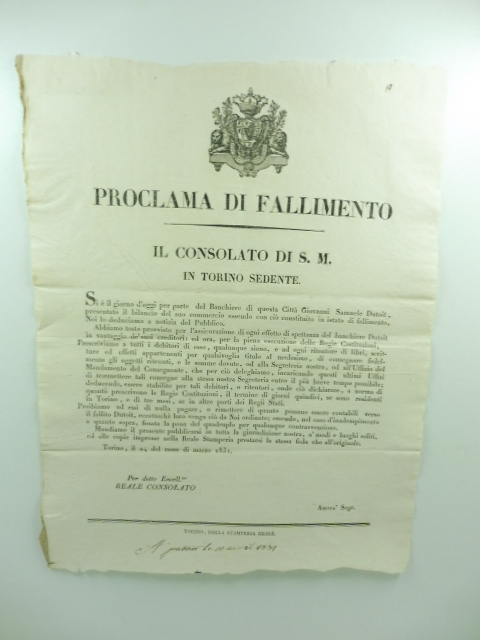 PROCLAMA DI FALLIMENTO
IL CONSOLATO DI S. M.
IN TORINO SEDENTE.
Si è il giorno d'oggi per parte del Banchiere di questa Città Giovanni Samuele Dutoit,
presentato il bilancio del suo commercio essendo con ciò constituito in istato di fallimento,
Noi lo deduciamo a notizia del Pubblico.
Abbiamo tosto provvisto per l'assicurazione di ogni effetto di spettanza del banchiere Dutoit
in vantaggio de' suoi creditori ed ora, per la piena esecuzione delle Regie Costituzioni,
Prescriviamo a tutti i debitori di esso, qualunque siano, e ad ogni ritentore di libri, scrit-
ture ed effetti appartenenti per qualsivoglia titolo al medesimo, di consegnare fedel-
mente gli oggetti ritenuti, e le somme dovute, od alla Segreteria nostra, od all'Ufficio del
Mandamento del Consegnante, che per ciò deleghiamo, incaricando questi ultimi Uffizi
di trasmettere tali consegne alla stessa nostra Segreteria entro il più breve tempo possibile;
deducendo, essere stabilito per tali debitori, o ritentori, onde ciò dichiarare, a norma di
quanto prescrivono le Regie Costituzioni, il termine di giorni quindici, se sono residenti
in Torino, e di tre mesi, se in altre parti dei Regii Stati.
Proibiamo ad essi di nulla pagare, o rimettere di quanto possono essere contabili verso
il fallito Dutoit, eccettochè loro venga ciò da Noi ordinato; essendo, nel caso d'inadempimento
a quanto sopra, fissata la pena del quadruplo per qualunque contravvenzione.
Mandiamo il presente pubblicarsi in tutta la giurisdizione nostra, a' modi e luoghi soliti,
ed alle copie impresse nella Reale Stamperia prestarsi la stessa fede che all'originale.
Torino, il 24 del mese di marzo 1831.
Per detto Eccell.mo
REALE CONSOLATO
Segr.
TORINO, DALLA STAMPERIA REALE.
1831